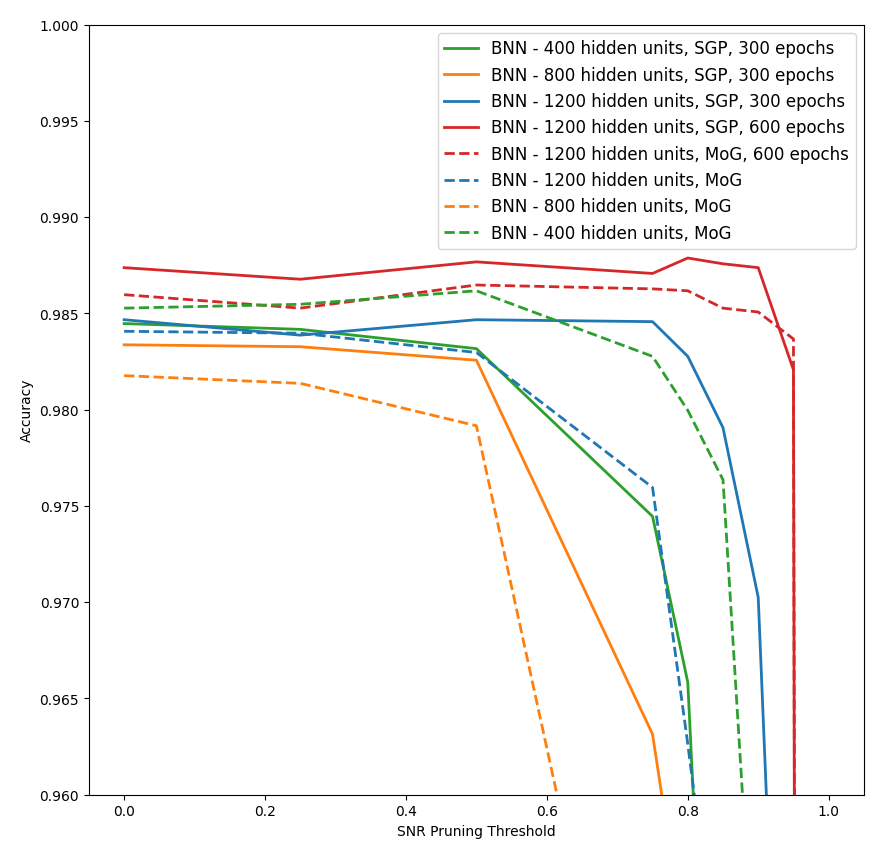 1.000
0.995
0.990
0.985
0.980
0.975
0.970
0.965
0.960
Accuracy
BNN - 400 hidden units, SGP, 300 epochs
BNN - 800 hidden units, SGP, 300 epochs
BNN - 1200 hidden units, SGP, 300 epochs
BNN - 1200 hidden units, SGP, 600 epochs
BNN - 1200 hidden units, MoG, 600 epochs
BNN - 1200 hidden units, MoG
BNN - 800 hidden units, MoG
BNN - 400 hidden units, MoG
0.0 0.2 0.4 0.6 0.8 1.0
SNR Pruning Threshold